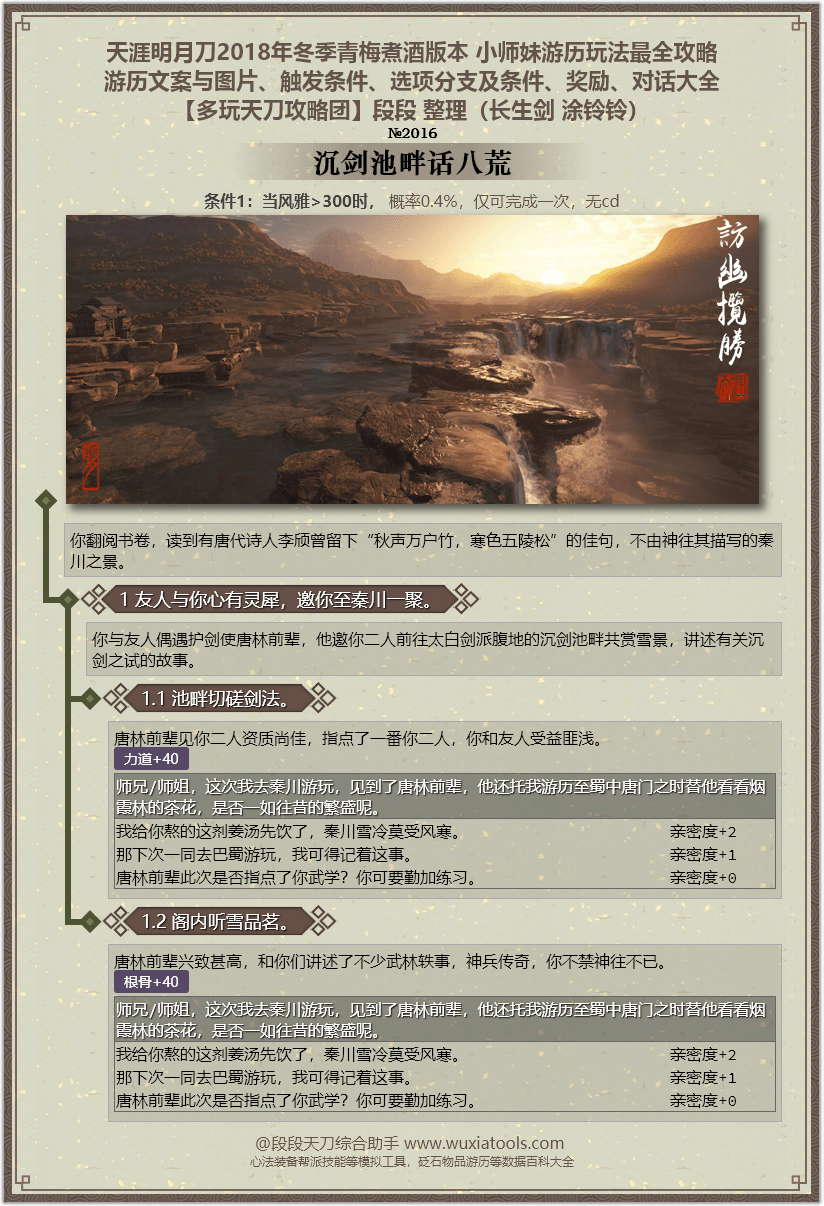 天涯明月刀2018年冬季青梅煮酒版本 小师妹游历玩法最全攻略
游历文案与图片、触发条件、选项分支及条件、奖励、对话大全
【多玩天刀攻略团】段段 整理（长生剑 涂铃铃）
№2016
沉剑池畔话八荒
条件1：当风雅>300时， 概率0.4%，仅可完成一次，无cd
訪幽攬勝
你翻阅书卷，读到有唐代诗人李颀曾留下“秋声万户竹，寒色五陵松”的佳句，不由神往其描写的秦
川之景。
1 友人与你心有灵犀，邀你至秦川一聚。
你与友人偶遇护剑使唐林前辈，他邀你二人前往太白剑派腹地的沉剑池畔共赏雪景，讲述有关沉
剑之试的故事。
1.1 池畔切磋剑法。
唐林前辈见你二人资质尚佳，指点了一番你二人，你和友人受益匪浅。
力道+40
师兄/师姐，这次我去秦川游玩，见到了唐林前辈，他还托我游历至蜀中唐门之时替他看看烟
霞林的茶花，是否一如往昔的繁盛呢。
我给你熬的这剂姜汤先饮了，秦川雪冷莫受风寒。 亲密度+2
那下次一同去巴蜀游玩，我可得记着这事。 亲密度+1
唐林前辈此次是否指点了你武学？你可要勤加练习。 亲密度+0
1.2 阁内听雪品茗。
唐林前辈兴致甚高，和你们讲述了不少武林轶事，神兵传奇，你不禁神往不已。
根骨+40
师兄/师姐，这次我去秦川游玩，见到了唐林前辈，他还托我游历至蜀中唐门之时替他看看烟
霞林的茶花，是否一如往昔的繁盛呢。
我给你熬的这剂姜汤先饮了，秦川雪冷莫受风寒。 亲密度+2
那下次一同去巴蜀游玩，我可得记着这事。 亲密度+1
唐林前辈此次是否指点了你武学？你可要勤加练习。 亲密度+0
@段段天刀综合助手 www.wuxiatools.com
心法装备帮派技能等模拟工具，砭石物品游历等数据百科大全